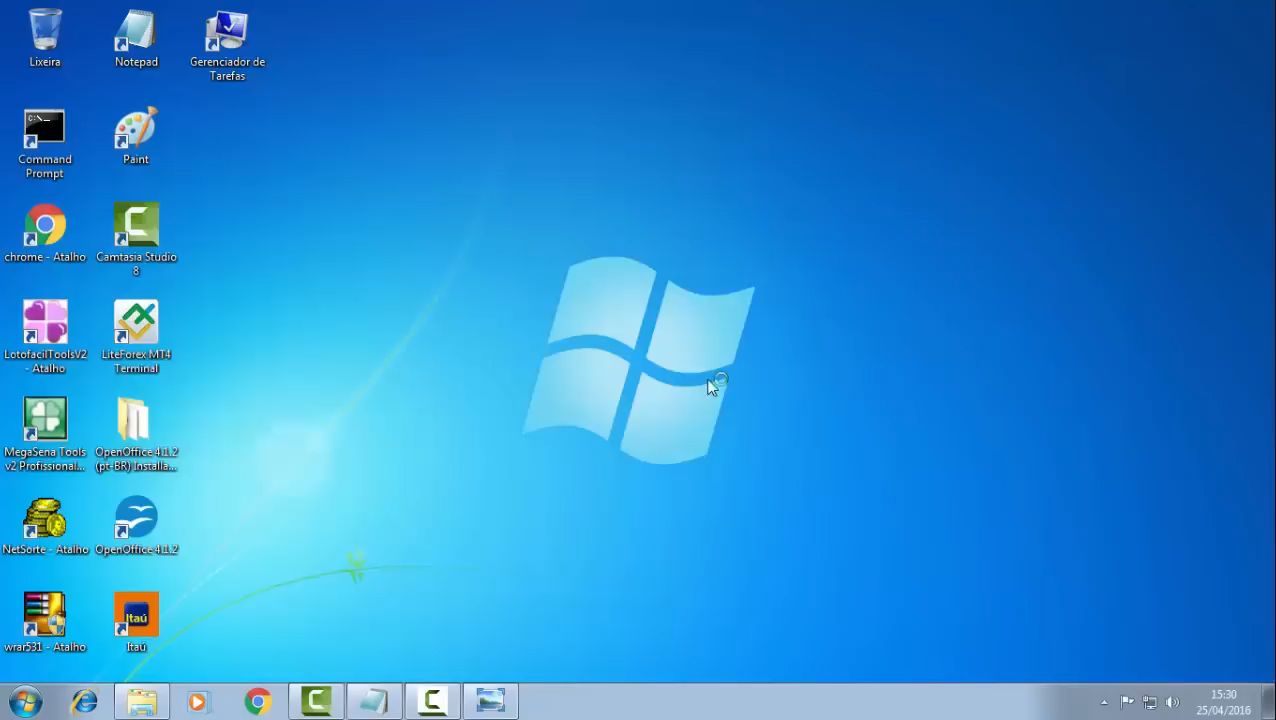 Lixeira
Notepad
Gerenciador de
Tarefas
C:\_
Command
Prompt
Paint
chrome - Atalho
Camtasia Studio
8
LotofacilToolsV2
- Atalho
LiteForex MT4
Terminal
MegaSena Tools
v2 Profissional...
OpenOffice 4.1.2
(pt-BR) Installa...
NetSorte - Atalho
OpenOffice 4.1.2
Itaú
wrar531 - Atalho
Itaú
15:30
25/04/2016